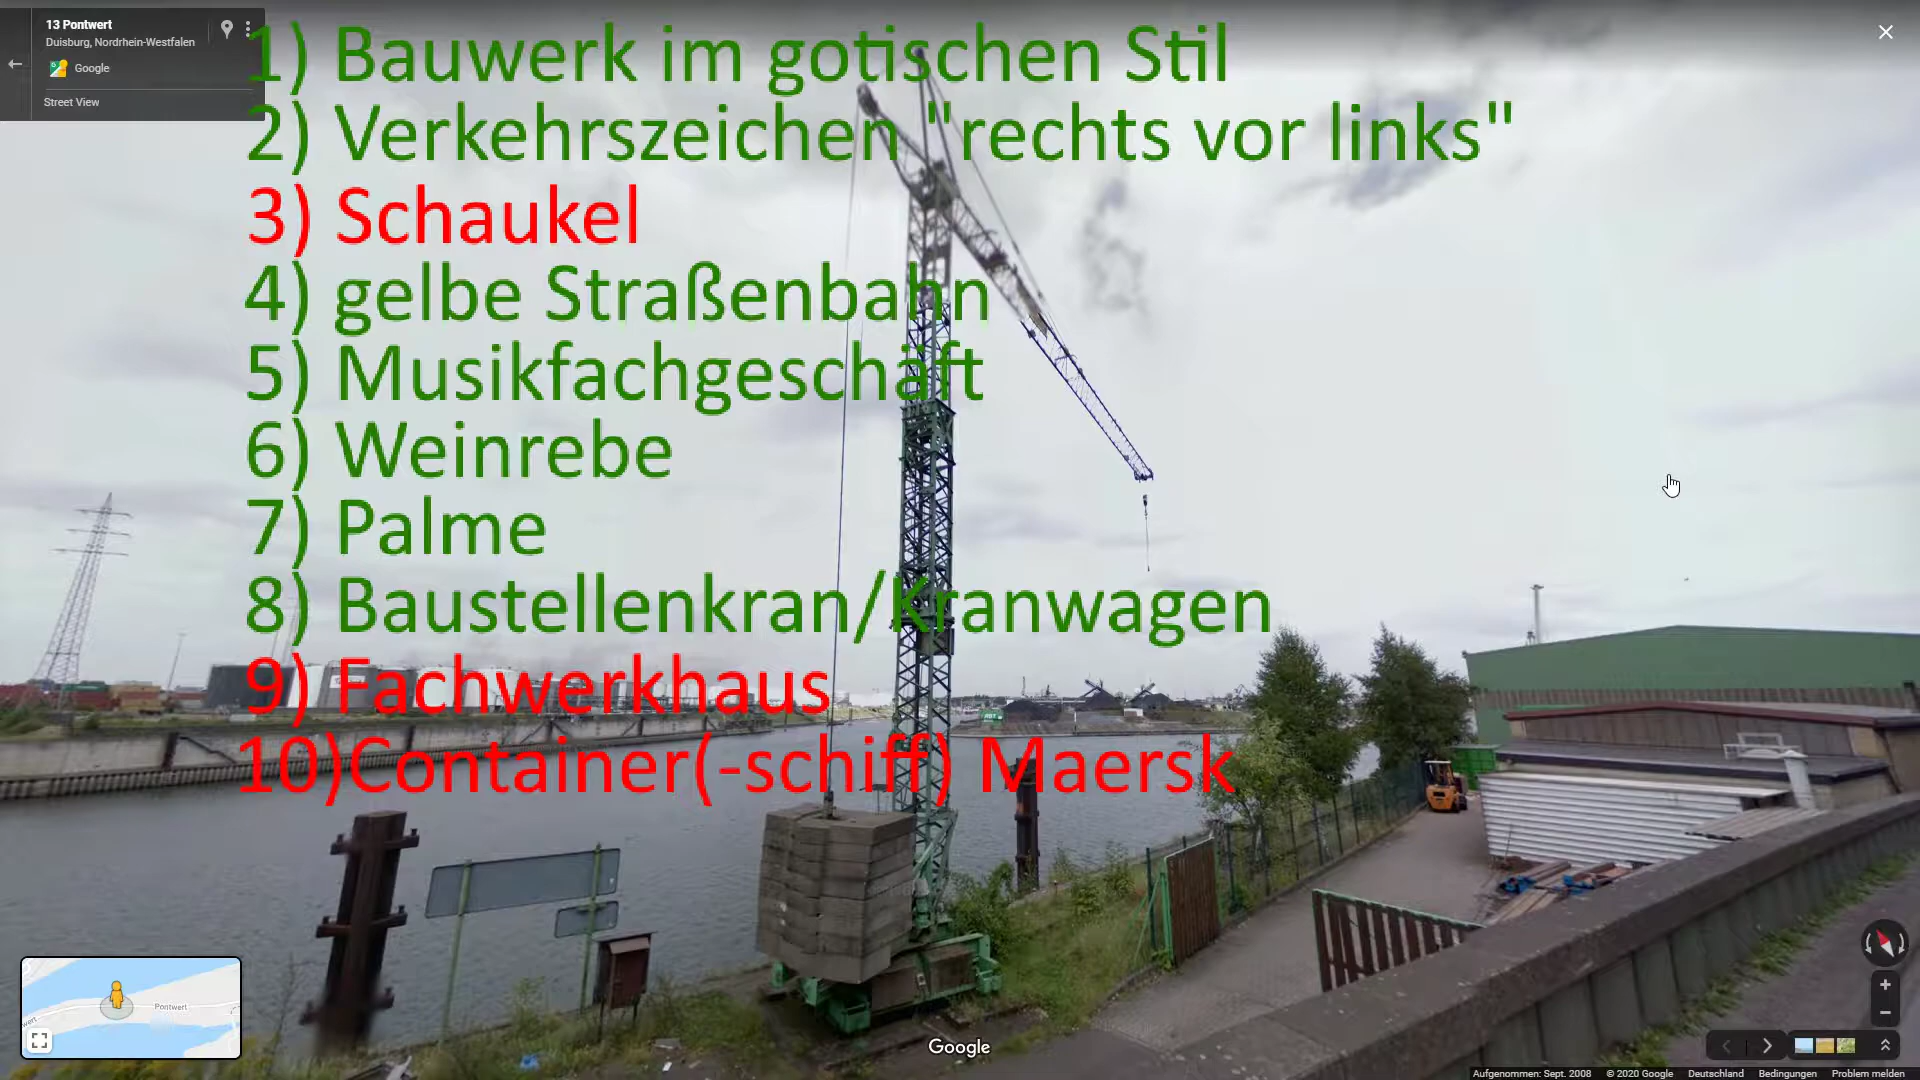 13 Pontwert
Duisburg, Nordrhein-Westfalen
Google
Street View
1) Bauwerk im gotischen Stil
2) Verkehrszeichen "rechts vor links"
3) Schaukel
4) gelbe Straßenbahn
5) Musikfachgeschäft
6) Weinrebe
7) Palme
8) Baustellenkran/Kranwagen
9) Fachwerkhaus
10)Container(-schiff) Maersk
Pontwert
Google
Aufgenommen: Sept. 2008 © 2020 Google Deutschland Bedingungen Problem melden